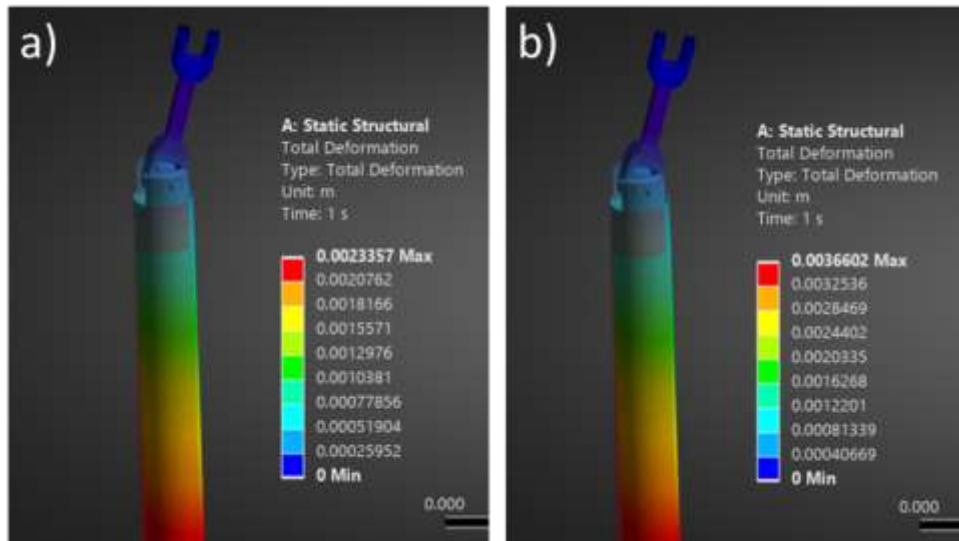 a)
A: Static Structural
Total Deformation
Type: Total Deformation
Unit: m
Time: 1 s
0.0023357 Max
0.0020762
0.0018166
0.0015571
0.0012976
0.0010381
0.00077856
0.00051904
0.00025952
0 Min
0.000
b)
A: Static Structural
Total Deformation
Type: Total Deformation
Unit: m
Time: 1 s
0.0036602 Max
0.0032536
0.0028469
0.0024402
0.0020335
0.0016268
0.0012201
0.00081339
0.00040669
0 Min
0.000